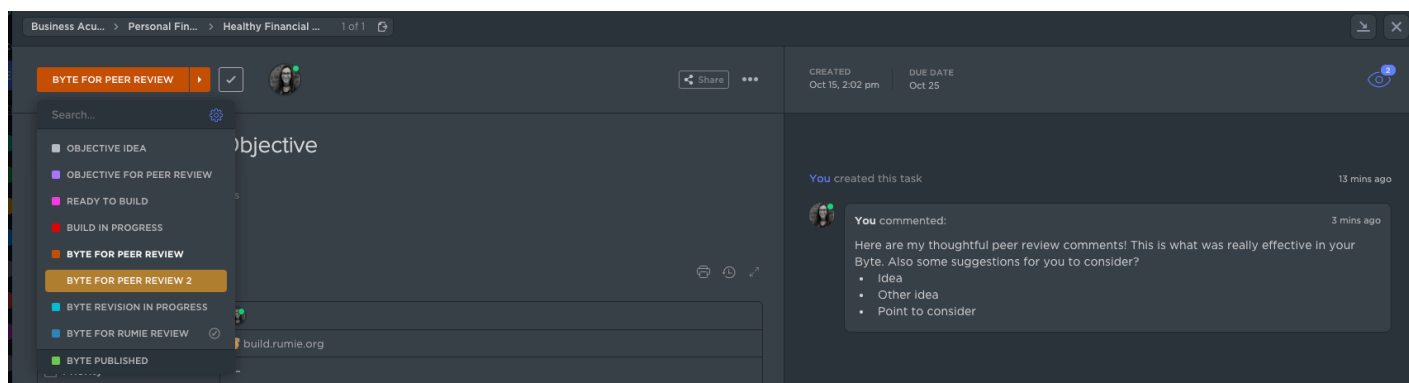 Business Acu... > Personal Fin... > Healthy Financial ... 1 of 1
BYTE FOR PEER REVIEW
Share
CREATED
Oct 15, 2:02 pm
DUE DATE
Oct 25
2
Search...
OBJECTIVE IDEA
OBJECTIVE FOR PEER REVIEW
READY TO BUILD
BUILD IN PROGRESS
BYTE FOR PEER REVIEW
BYTE FOR PEER REVIEW 2
BYTE REVISION IN PROGRESS
BYTE FOR RUMIE REVIEW
BYTE PUBLISHED
Objective
build.rumie.org
You created this task 13 mins ago
You commented: 3 mins ago
Here are my thoughtful peer review comments! This is what was really effective in your
Byte. Also some suggestions for you to consider?
• Idea
• Other idea
• Point to consider